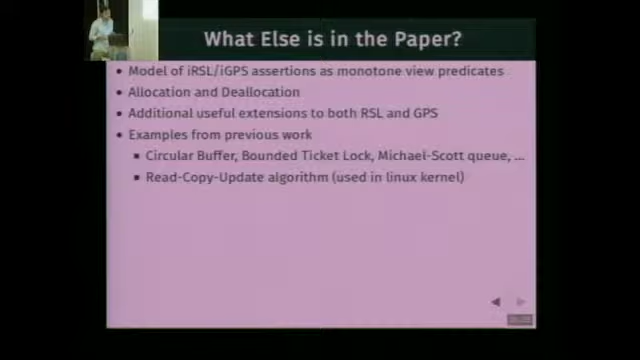 What Else is in the Paper?
Model of iRSL/iGPS assertions as monotone view predicates
Allocation and Deallocation
Additional useful extensions to both RSL and GPS
Examples from previous work
Circular Buffer, Bounded Ticket Lock, Michael-Scott queue, ...
Read-Copy-Update algorithm (used in linux kernel)